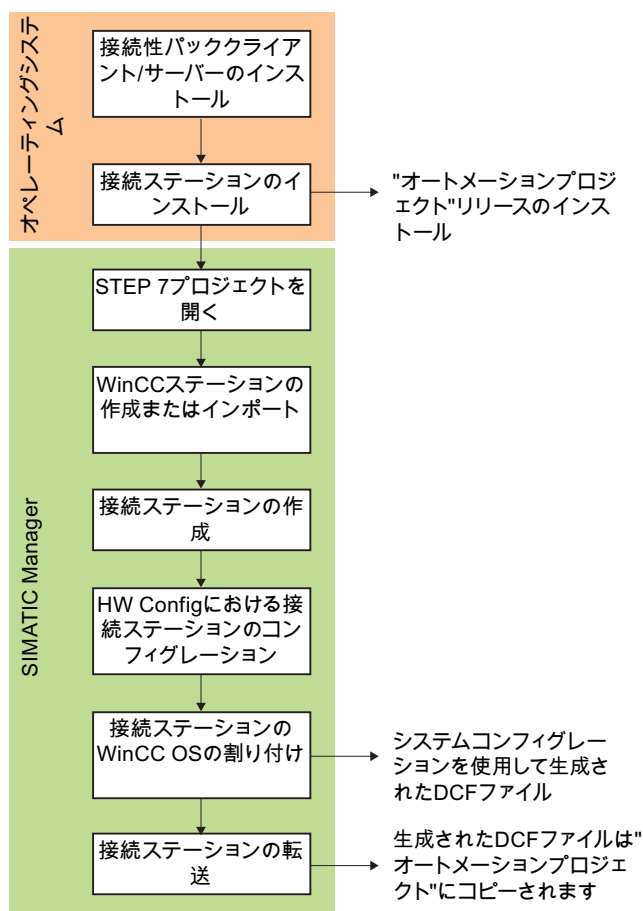 オペレーティングシステ
ム
接続性パッククライア
ント/サーバーのインス
トール
接続ステーションのイ
ンストール
"オートメーションプロジ
ェクト"リリースのインス
トール
SIMATIC Manager
STEP 7プロジェクトを
開く
WinCCステーションの
作成またはインポート
接続ステーションの作
成
HW Configにおける接
続ステーションのコン
フィグレーション
接続ステーションの
WinCC OSの割り付け
システムコンフィグレー
ションを使用して生成さ
れたDCFファイル
接続ステーションの転
送
生成されたDCFファイルは"
オートメーションプロジェ
クト"にコピーされます